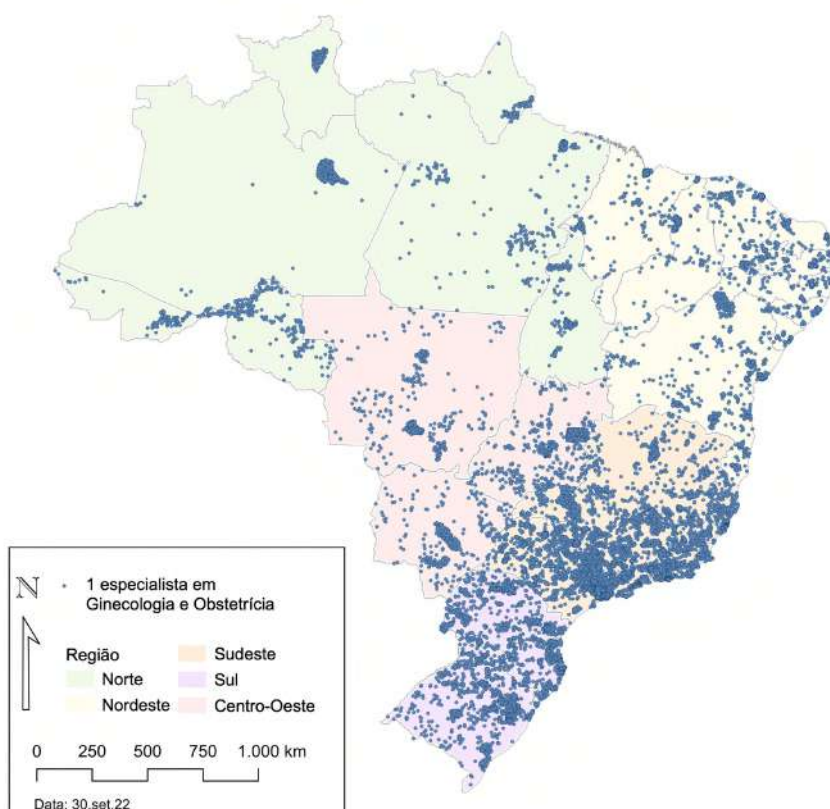 N
1 especialista em
Ginecologia e Obstetrícia
Região
Norte
Nordeste
Sudeste
Sul
Centro-Oeste
0 250 500 750 1.000 km
Data: 30.set.22